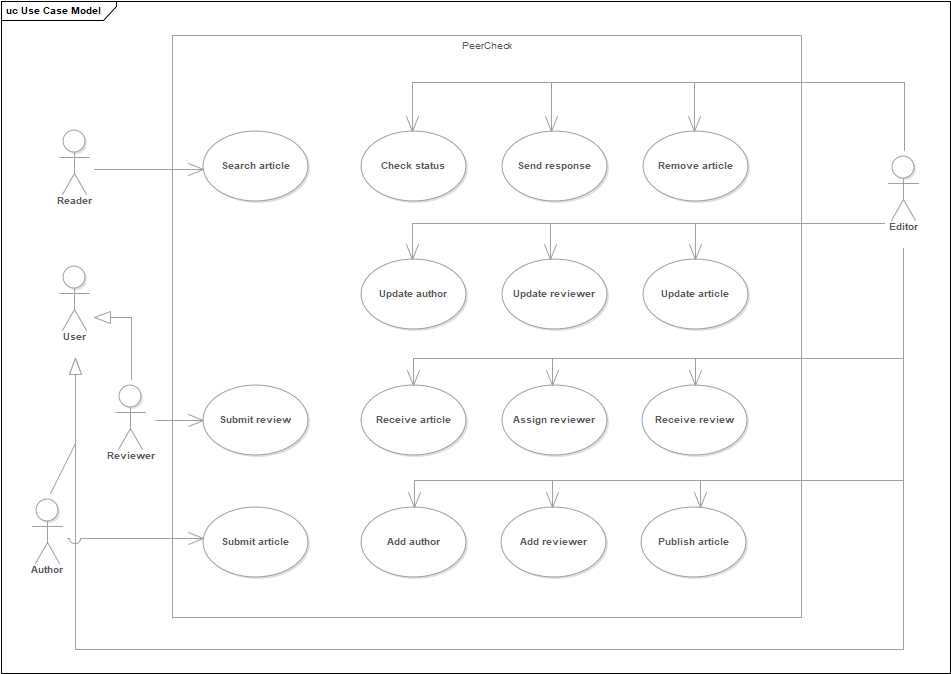 uc Use Case Model
PeerCheck
Search article
Check status
Send response
Remove article
Reader
Editor
Update author
Update reviewer
Update article
User
Submit review
Receive article
Assign reviewer
Receive review
Reviewer
Submit article
Add author
Add reviewer
Publish article
Author